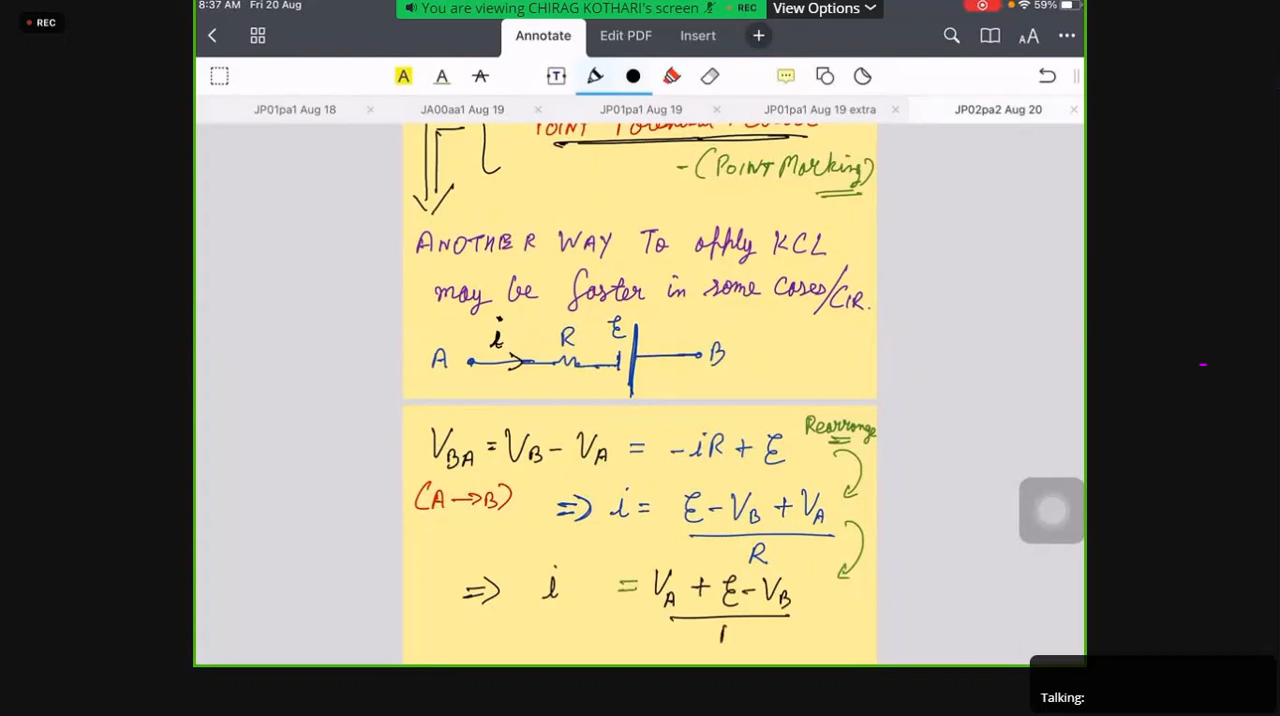 8:37 AM Fri 20 Aug
You are viewing CHIRAG KOTHARI's screen REC View Options
59%
REC
Annotate Edit PDF Insert +
AA
A A A T
JP01pa1 Aug 18 × JA00aa1 Aug 19 × JP01pa1 Aug 19 × JP01pa1 Aug 19 extra × JP02pa2 Aug 20 ×
POINT Potential
-(POINT Marking)
ANOTHER WAY To apply KCL
may be faster in some cases/CIR.
i R ℰ
A B
V_BA = V_B - V_A = -iR + ℰ Rearrange
(A→B) ⇒ i = ℰ - V_B + V_A
R
⇒ i = V_A + ℰ - V_B
Talking: